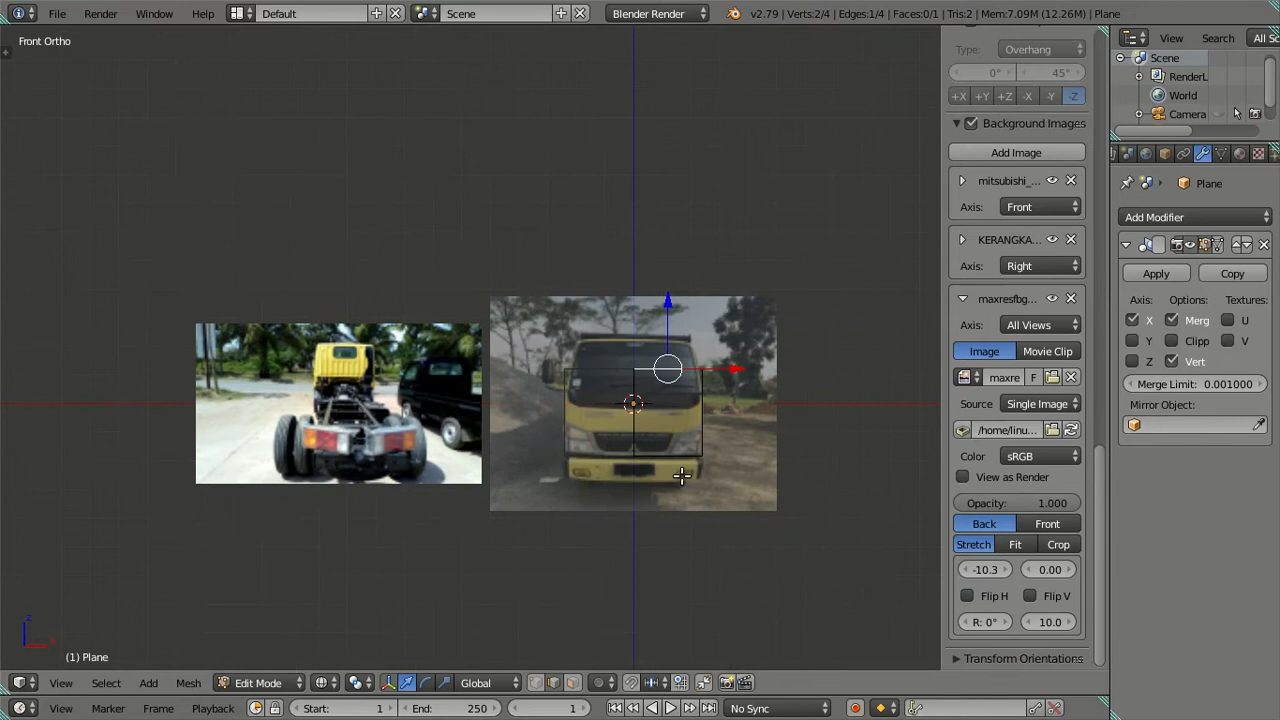 File Render Window Help Default Scene Blender Render v2.79 | Verts:2/4 | Edges:1/4 | Faces:0/1 | Tris:2 | Mem:7.09M (12.26M) | Plane
Front Ortho
(1) Plane
View Select Add Mesh Edit Mode Global
View Marker Frame Playback Start: 1 End: 250 1 No Sync
Type: Overhang
0° 45°
+X +Y +Z -X -Y -Z
Background Images
Add Image
mitsubishi_...
Axis: Front
KERANGKA...
Axis: Right
maxresfbg...
Axis: All Views
Image Movie Clip
maxre F
Source Single Image
/home/linu...
Color sRGB
View as Render
Opacity: 1.000
Back Front
Stretch Fit Crop
-10.3 0.00
Flip H Flip V
R: 0° 10.0
Transform Orientations
View Search All Sc
Scene
RenderL
World
Camera
Plane
Add Modifier
Apply Copy
Axis: Options: Textures:
X Merg U
Y Clipp V
Z Vert
Merge Limit: 0.001000
Mirror Object:
z